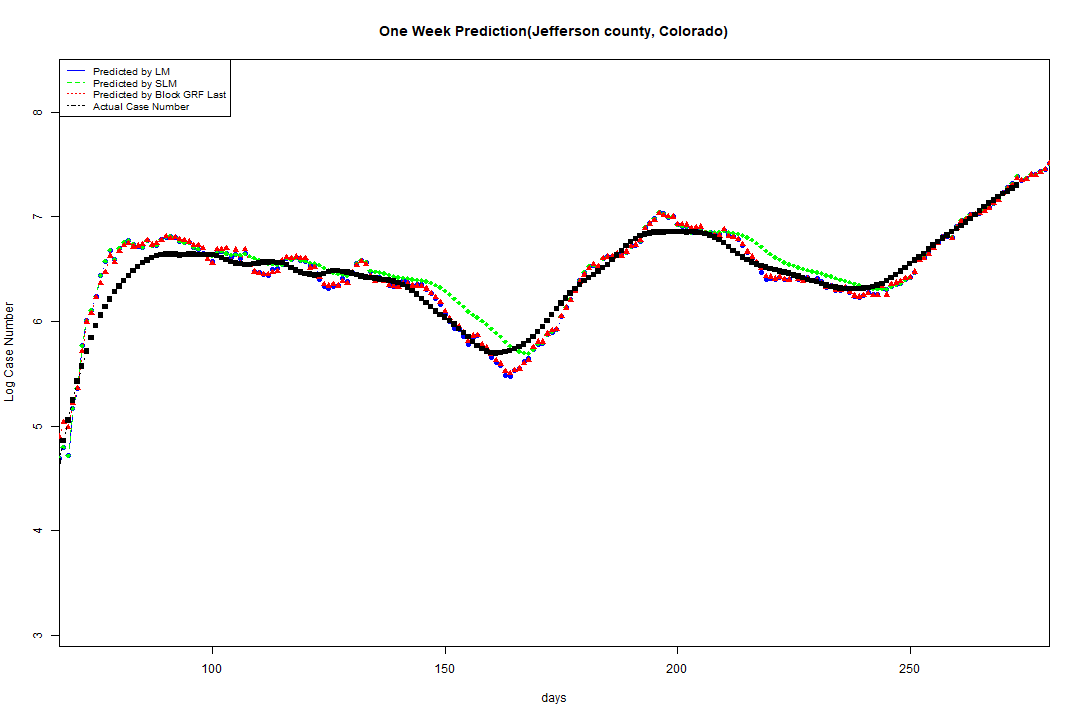 One Week Prediction(Jefferson county, Colorado)
Predicted by LM
Predicted by SLM
Predicted by Block GRF Last
Actual Case Number
8
7
6
5
4
3
Log Case Number
100 150 200 250
days